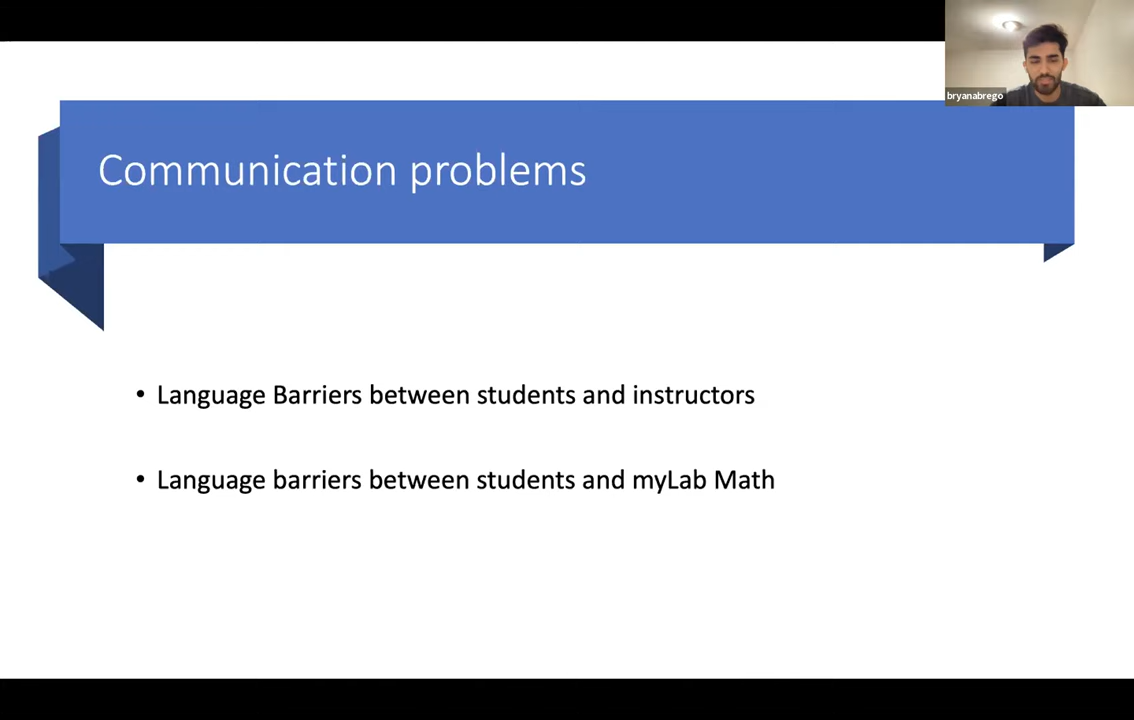 bryanabrego
Communication problems
• Language Barriers between students and instructors
• Language barriers between students and myLab Math